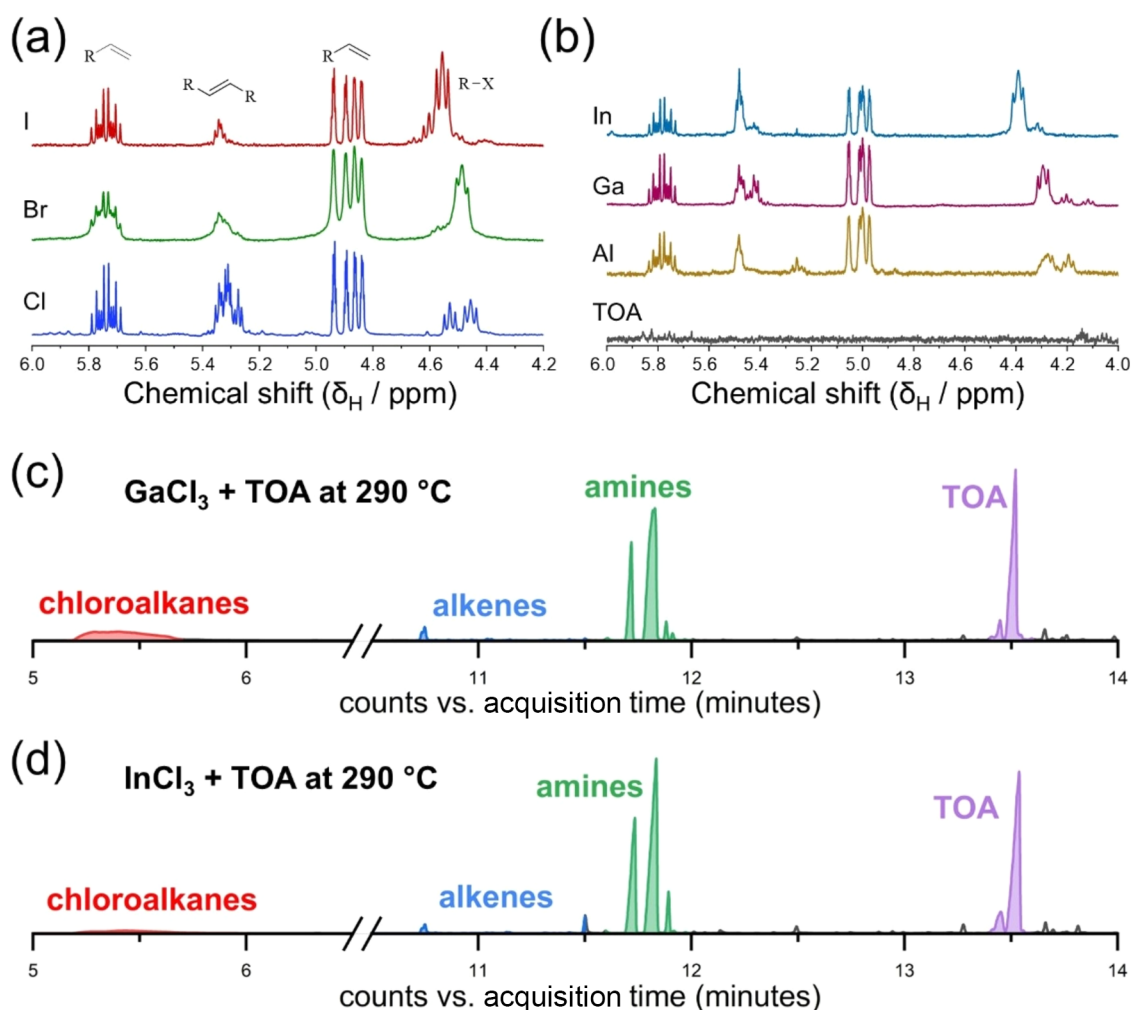 (a)
R
R
R
R
R–X
I
Br
Cl
6.0 5.8 5.6 5.4 5.2 5.0 4.8 4.6 4.4 4.2
Chemical shift (δH / ppm)
(b)
In
Ga
Al
TOA
6.0 5.8 5.6 5.4 5.2 5.0 4.8 4.6 4.4 4.2 4.0
Chemical shift (δH / ppm)
(c)
GaCl3 + TOA at 290 °C
chloroalkanes
alkenes
amines
TOA
5 6 11 12 13 14
counts vs. acquisition time (minutes)
(d)
InCl3 + TOA at 290 °C
chloroalkanes
alkenes
amines
TOA
5 6 11 12 13 14
counts vs. acquisition time (minutes)